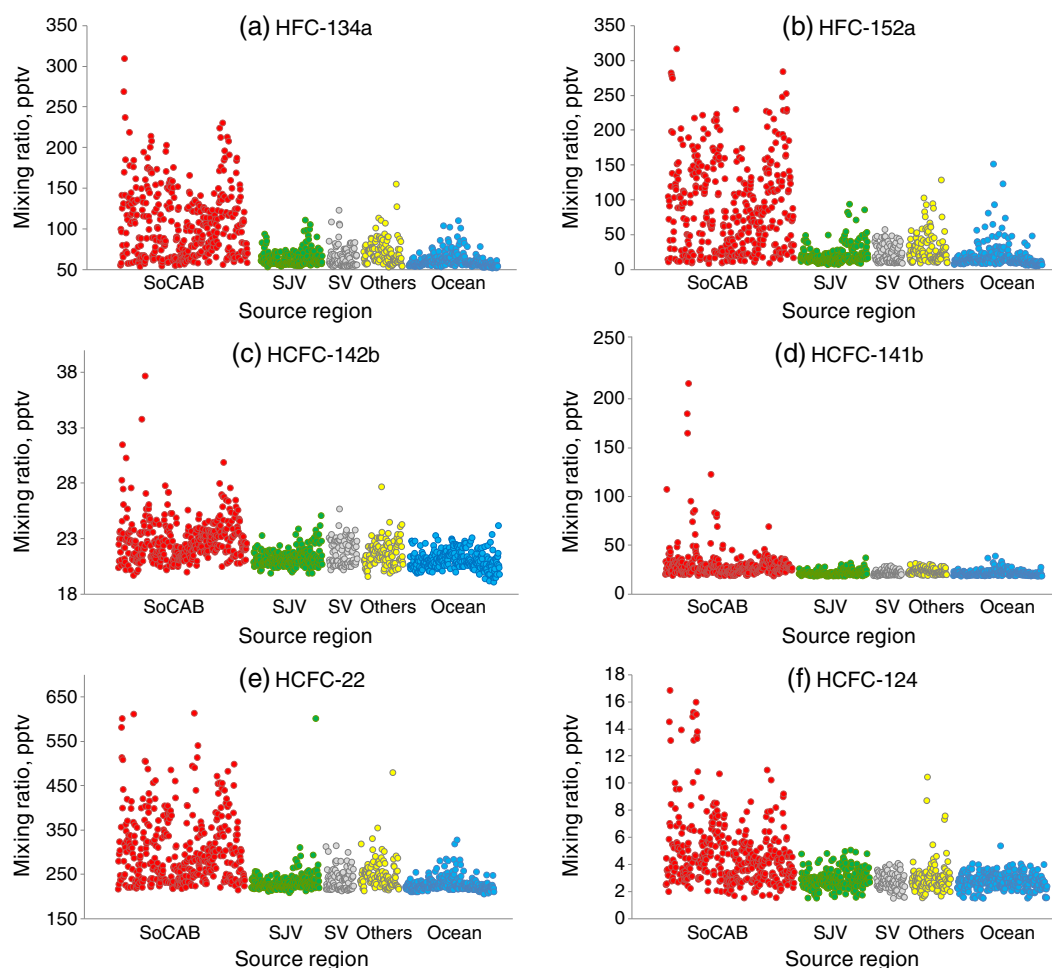 (a) HFC-134a
Mixing ratio, pptv
350
300
250
200
150
100
50
SoCAB SJV SV Others Ocean
Source region
(b) HFC-152a
Mixing ratio, pptv
350
300
250
200
150
100
50
0
SoCAB SJV SV Others Ocean
Source region
(c) HCFC-142b
Mixing ratio, pptv
38
33
28
23
18
SoCAB SJV SV Others Ocean
Source region
(d) HCFC-141b
Mixing ratio, pptv
250
200
150
100
50
0
SoCAB SJV SV Others Ocean
Source region
(e) HCFC-22
Mixing ratio, pptv
650
550
450
350
250
150
SoCAB SJV SV Others Ocean
Source region
(f) HCFC-124
Mixing ratio, pptv
18
16
14
12
10
8
6
4
2
0
SoCAB SJV SV Others Ocean
Source region